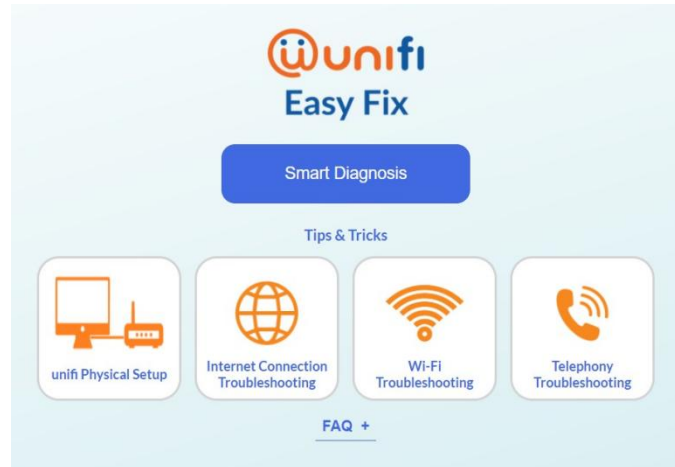 unifi
Easy Fix
Smart Diagnosis
Tips & Tricks
unifi Physical Setup
Internet Connection
Troubleshooting
Wi-Fi
Troubleshooting
Telephony
Troubleshooting
FAQ +